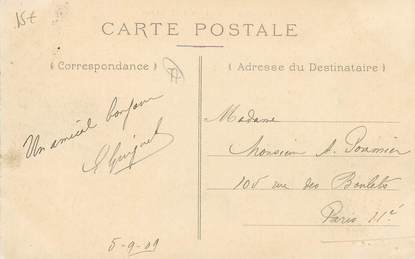 15€
CARTE POSTALE
( Correspondance )
( Adresse du Destinataire )
Un amical bonjour
5-9-09
Madame
Monsieur A. Pommier
105 rue des Boulets
Paris 11e